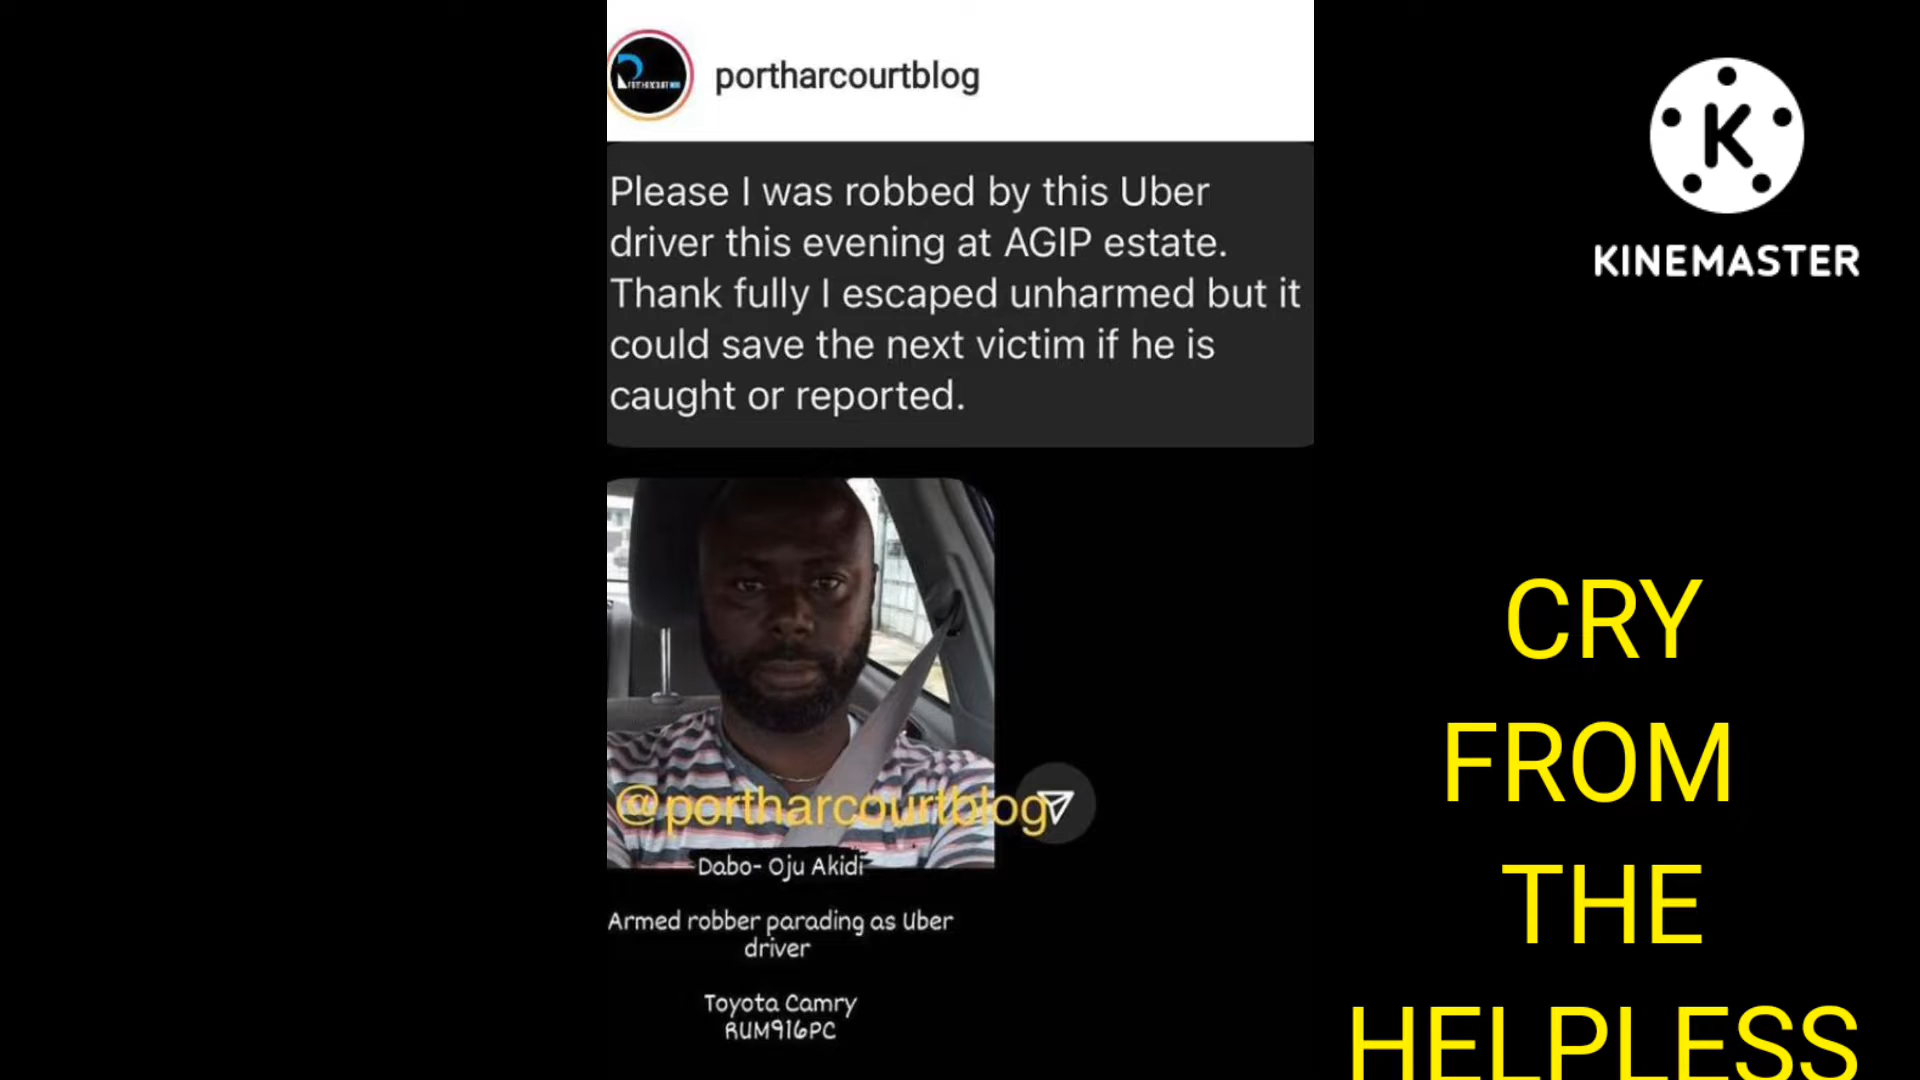 portharcourtblog
Please I was robbed by this Uber
driver this evening at AGIP estate.
Thank fully I escaped unharmed but it
could save the next victim if he is
caught or reported.
@portharcourtblog
Dabo- Oju Akidi
Armed robber parading as Uber
driver
Toyota Camry
RUM916PC
K
KINEMASTER
CRY
FROM
THE
HELPLESS